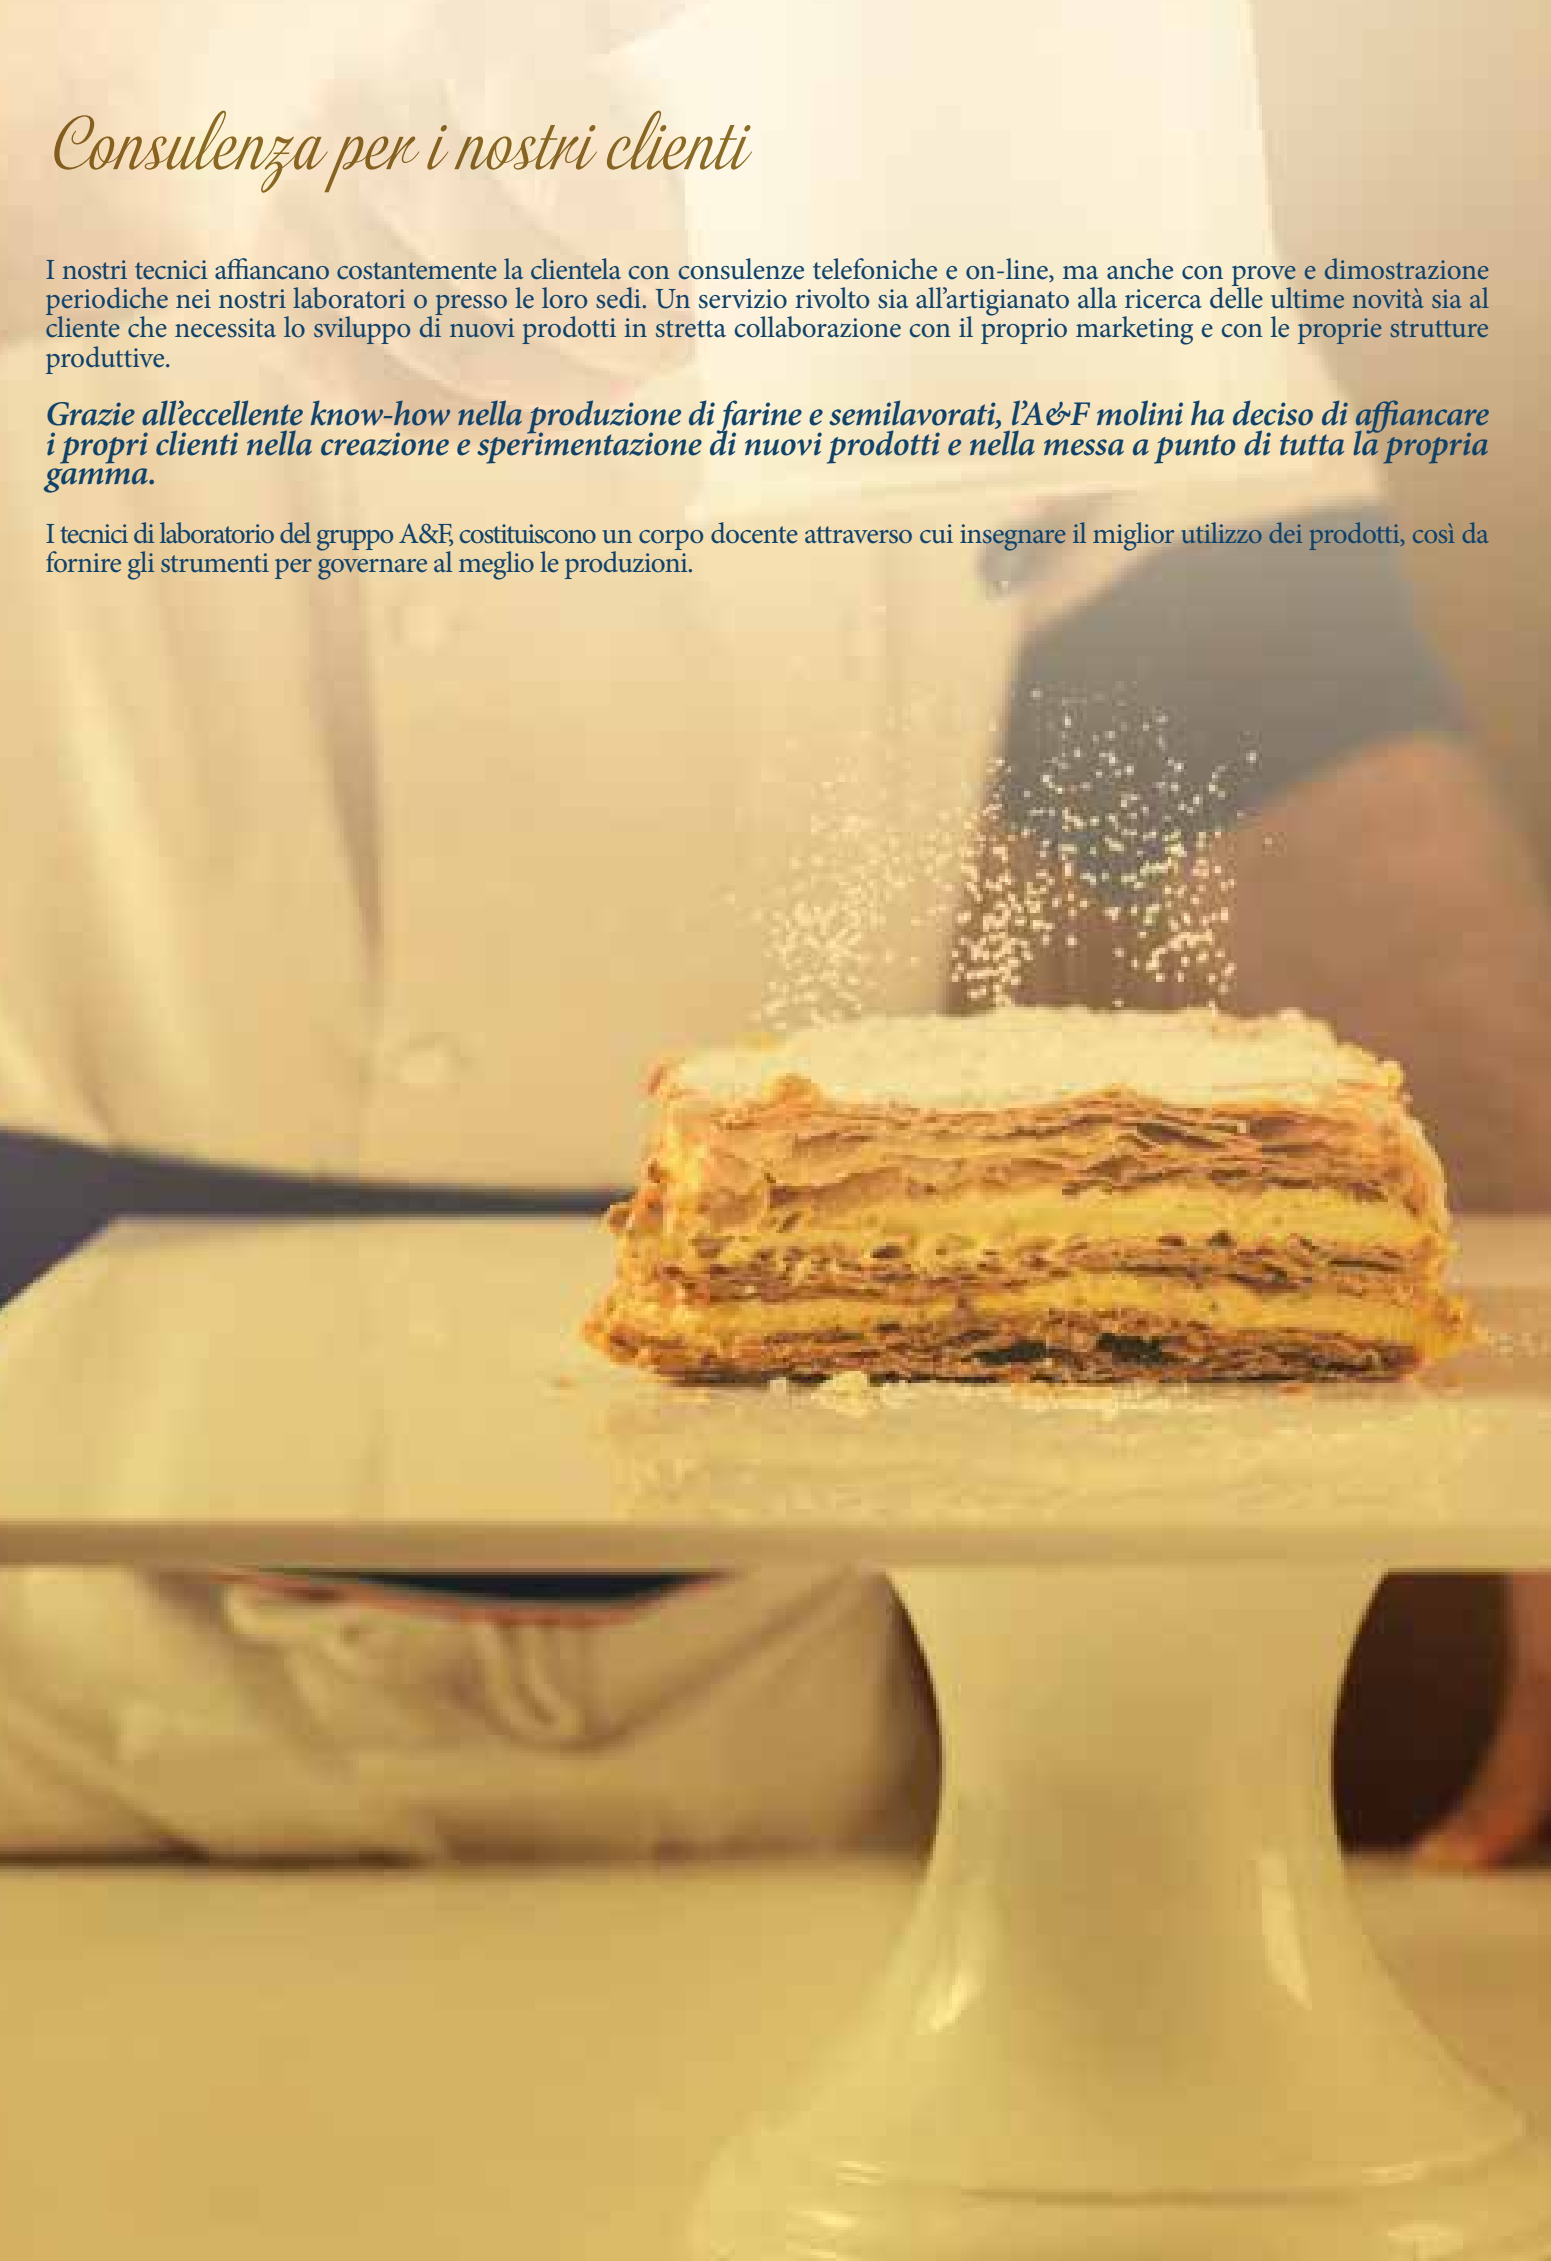 Consulenza per i nostri clienti
I nostri tecnici affiancano costantemente la clientela con consulenze telefoniche e on-line, ma anche con prove e dimostrazione
periodiche nei nostri laboratori o presso le loro sedi. Un servizio rivolto sia all’artigianato alla ricerca delle ultime novità sia al
cliente che necessita lo sviluppo di nuovi prodotti in stretta collaborazione con il proprio marketing e con le proprie strutture
produttive.
Grazie all’eccellente know-how nella produzione di farine e semilavorati, l’A&F molini ha deciso di affiancare
i propri clienti nella creazione e sperimentazione di nuovi prodotti e nella messa a punto di tutta la propria
gamma.
I tecnici di laboratorio del gruppo A&F, costituiscono un corpo docente attraverso cui insegnare il miglior utilizzo dei prodotti, così da
fornire gli strumenti per governare al meglio le produzioni.